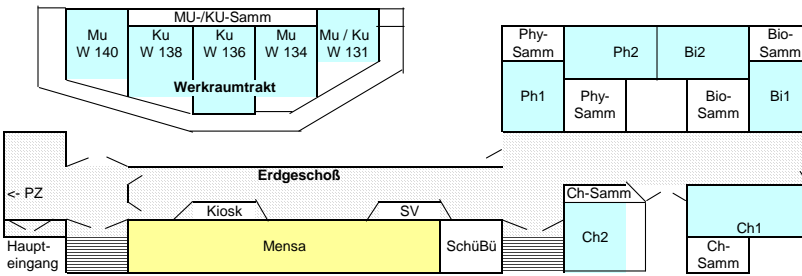 MU-/KU-Samm
Mu
W 140
Ku
W 138
Ku
W 136
Mu
W 134
Mu / Ku
W 131
Werkraumtrakt
Phy-
Samm
Ph2
Bi2
Bio-
Samm
Ph1
Phy-
Samm
Bio-
Samm
Bi1
Erdgeschoß
<- PZ
Kiosk
SV
Ch-Samm
Haupt-
eingang
Mensa
SchüBü
Ch2
Ch1
Ch-
Samm